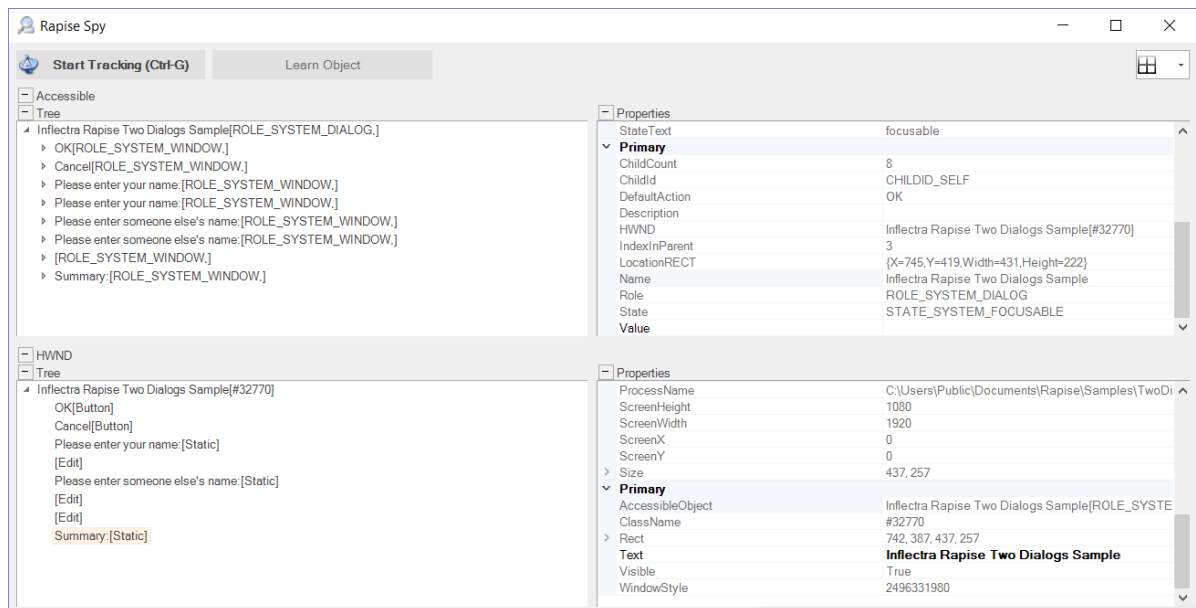 Rapise Spy
Start Tracking (Ctrl-G)
Learn Object
Accessible
Tree
Inflectra Rapise Two Dialogs Sample[ROLE_SYSTEM_DIALOG,]
OK[ROLE_SYSTEM_WINDOW,]
Cancel[ROLE_SYSTEM_WINDOW,]
Please enter your name:[ROLE_SYSTEM_WINDOW,]
Please enter your name:[ROLE_SYSTEM_WINDOW,]
Please enter someone else's name:[ROLE_SYSTEM_WINDOW,]
Please enter someone else's name:[ROLE_SYSTEM_WINDOW,]
[ROLE_SYSTEM_WINDOW,]
Summary:[ROLE_SYSTEM_WINDOW,]
Properties
StateText focusable
Primary
ChildCount 8
ChildId CHILDID_SELF
DefaultAction OK
Description
HWND Inflectra Rapise Two Dialogs Sample[#32770]
IndexInParent 3
LocationRECT {X=745,Y=419,Width=431,Height=222}
Name Inflectra Rapise Two Dialogs Sample
Role ROLE_SYSTEM_DIALOG
State STATE_SYSTEM_FOCUSABLE
Value
HWND
Tree
Inflectra Rapise Two Dialogs Sample[#32770]
OK[Button]
Cancel[Button]
Please enter your name:[Static]
[Edit]
Please enter someone else's name:[Static]
[Edit]
[Edit]
Summary:[Static]
Properties
ProcessName C:\Users\Public\Documents\Rapise\Samples\TwoDi
ScreenHeight 1080
ScreenWidth 1920
ScreenX 0
ScreenY 0
Size 437, 257
Primary
AccessibleObject Inflectra Rapise Two Dialogs Sample[ROLE_SYSTE
ClassName #32770
Rect 742, 387, 437, 257
Text Inflectra Rapise Two Dialogs Sample
Visible True
WindowStyle 2496331980